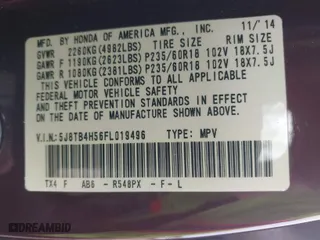 MFD. BY HONDA OF AMERICA MFG., INC. 11/ 14
GVWR 2260KG (4982LBS) TIRE SIZE RIM SIZE
GAWR F 1190KG (2623LBS) P235/60R18 102V 18X7.5J
GAWR R 1080KG (2381LBS) P235/60R18 102V 18X7.5J
THIS VEHICLE CONFORMS TO ALL APPLICABLE
FEDERAL MOTOR VEHICLE SAFETY AND THEFT
PREVENTION STANDARDS IN EFFECT ON THE DATE
OF MANUFACTURE SHOWN ABOVE.
V.I.N.: 5J8TB4H56FL019496 TYPE: MPV
TX4 F AB6 - R548PX - F- L
DREAMBID